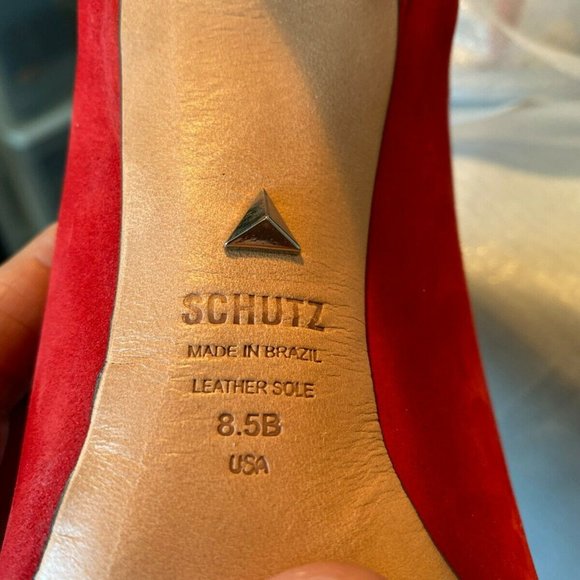 SCHUTZ
MADE IN BRAZIL
LEATHER SOLE
8.5B
USA